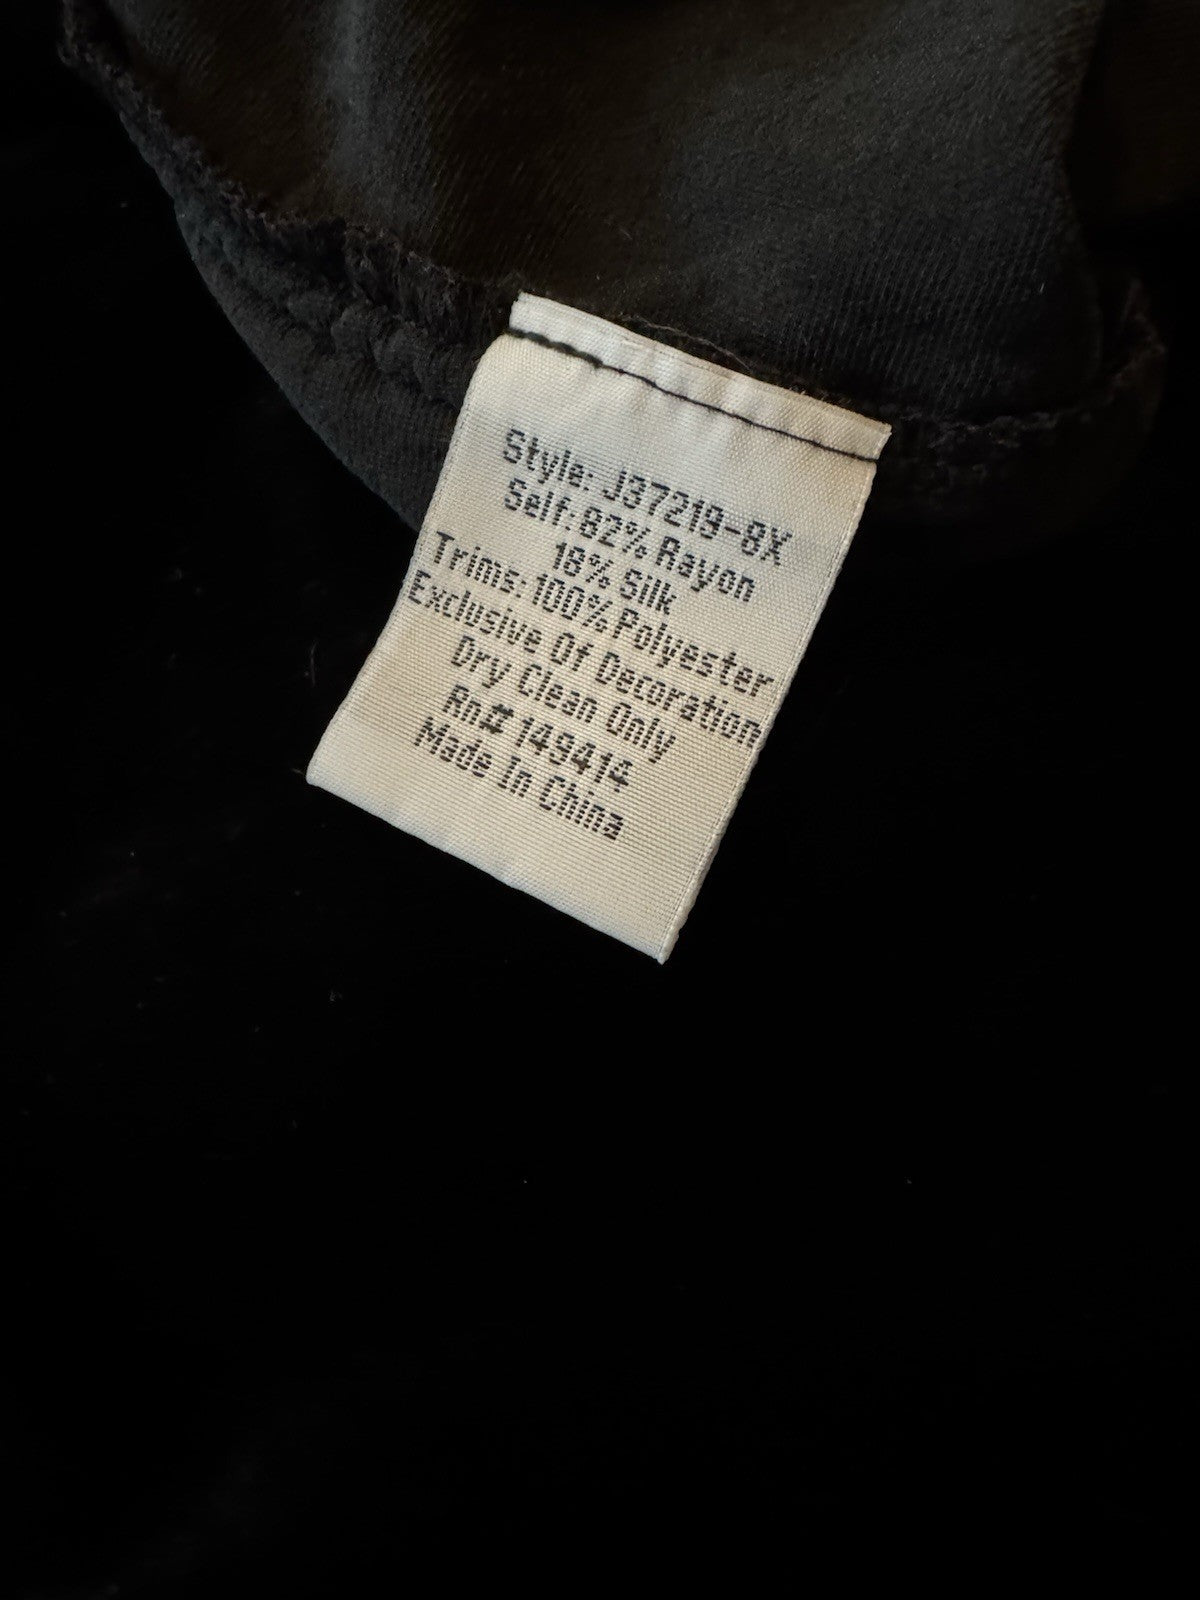 Style: J37219-8X
Self: 82% Rayon
18% Silk
Trims: 100% Polyester
Exclusive Of Decoration
Dry Clean Only
Rn# 149414
Made In China